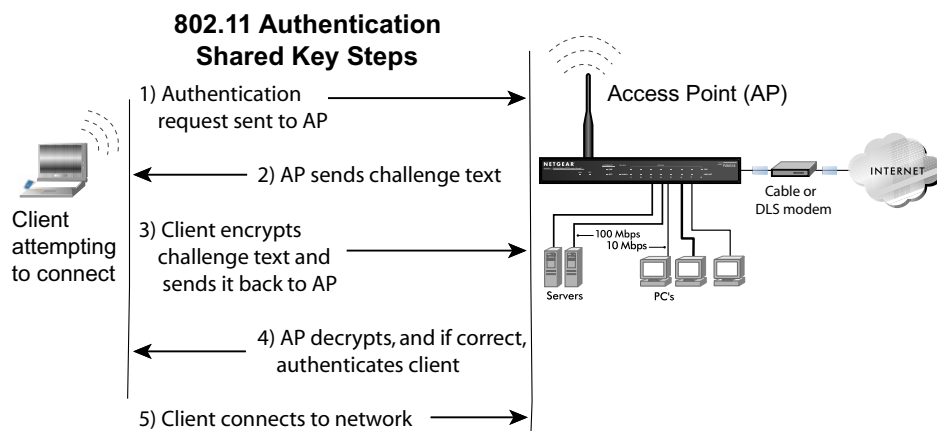 802.11 Authentication
Shared Key Steps
1) Authentication
request sent to AP
Access Point (AP)
NETGEAR
INTERNET
2) AP sends challenge text
Cable or
DLS modem
Client
attempting
to connect
3) Client encrypts
challenge text and
sends it back to AP
100 Mbps
10 Mbps
Servers
PC's
4) AP decrypts, and if correct,
authenticates client
5) Client connects to network